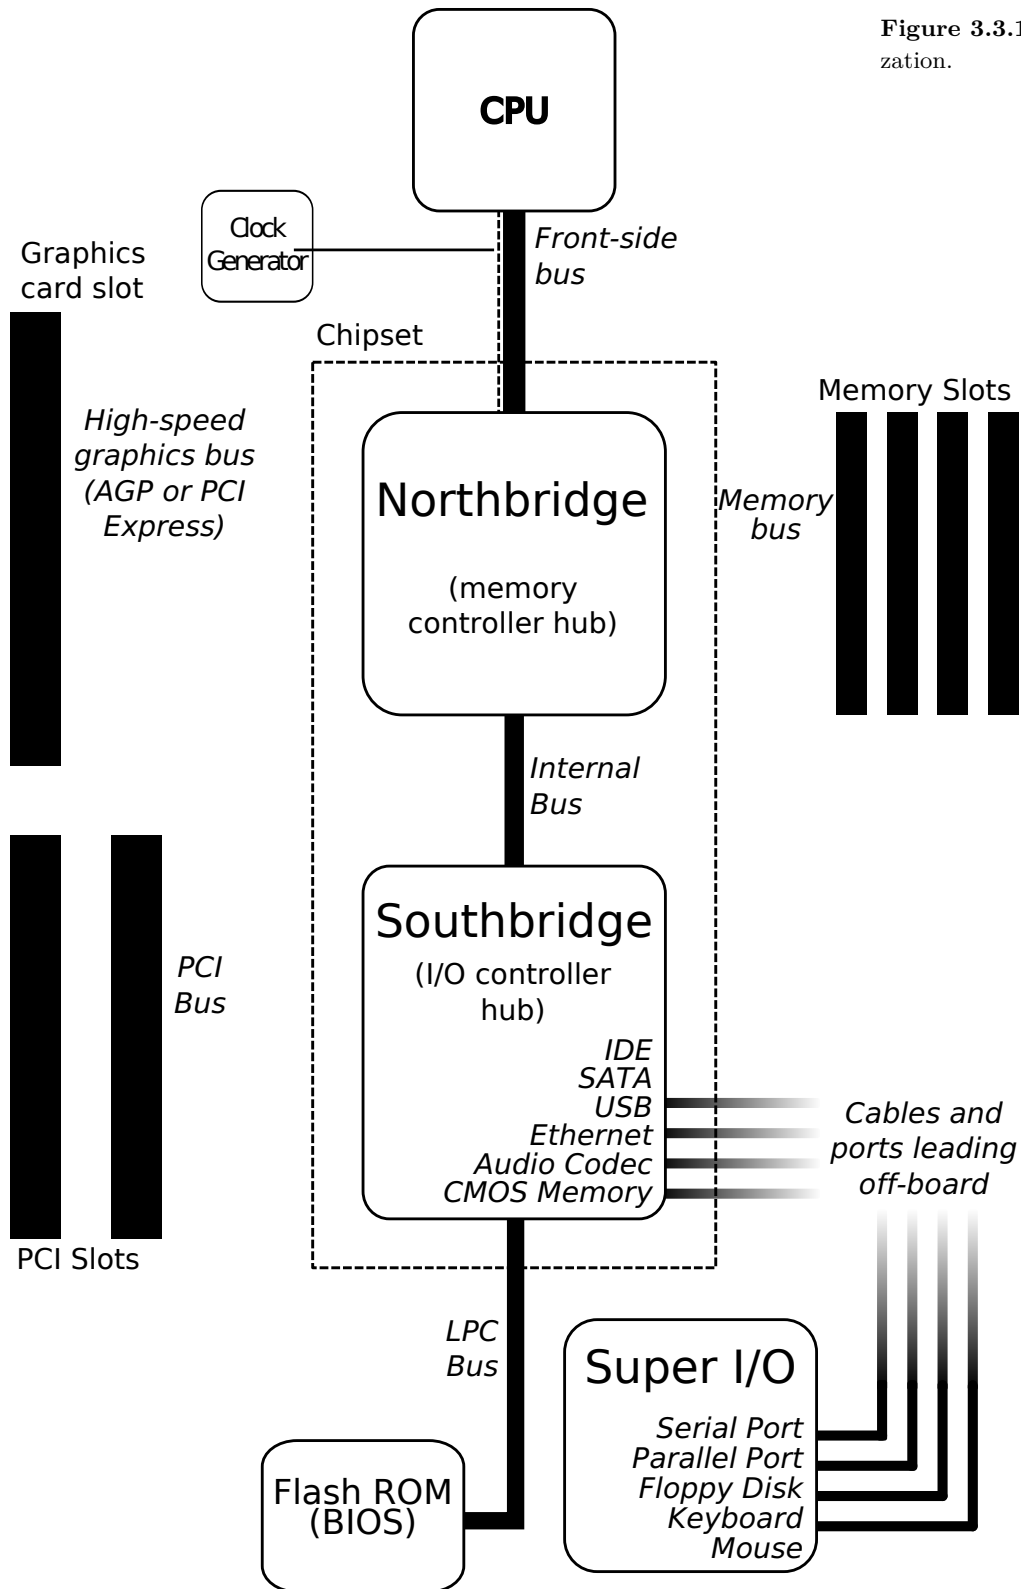 Figure 3.3.1
zation.
CPU
Clock
Generator
Front-side
bus
Graphics
card slot
Chipset
Memory Slots
High-speed
graphics bus
(AGP or PCI
Express)
Northbridge
(memory
controller hub)
Memory
bus
Internal
Bus
Southbridge
(I/O controller
hub)
IDE
SATA
USB
Ethernet
Audio Codec
CMOS Memory
PCI
Bus
Cables and
ports leading
off-board
PCI Slots
LPC
Bus
Super I/O
Serial Port
Parallel Port
Floppy Disk
Keyboard
Mouse
Flash ROM
(BIOS)